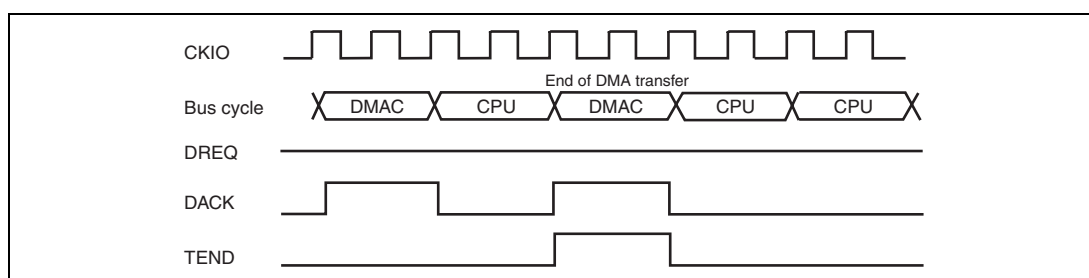 CKIO
End of DMA transfer
Bus cycle DMAC CPU DMAC CPU CPU
DREQ
DACK
TEND